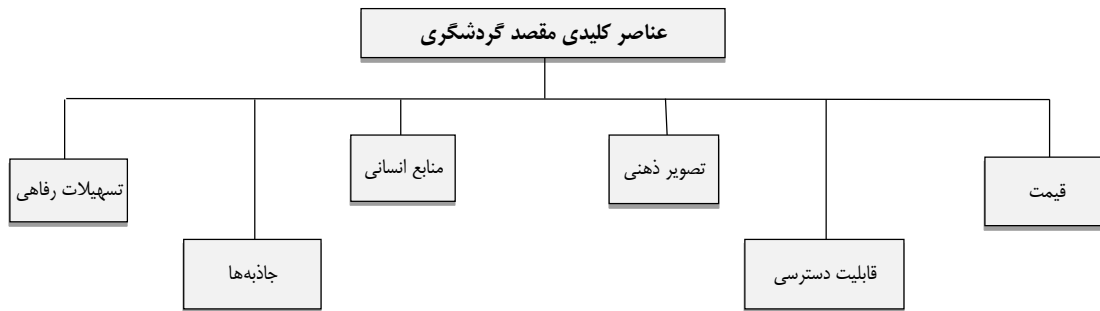 عناصر کلیدی مقصد گردشگری
قیمت
قابلیت دسترسی
تصویر ذهنی
منابع انسانی
جاذبه‌ها
تسهیلات رفاهی